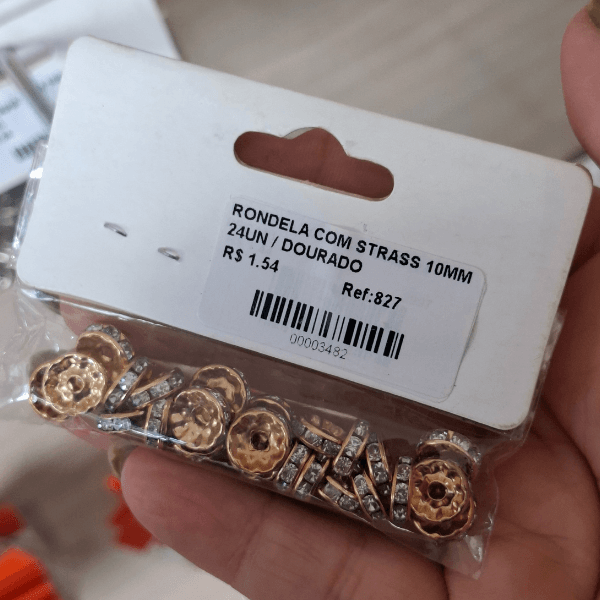 RONDELA COM STRASS 10MM
24UN / DOURADO
R$ 1.54
Ref:827
00003482